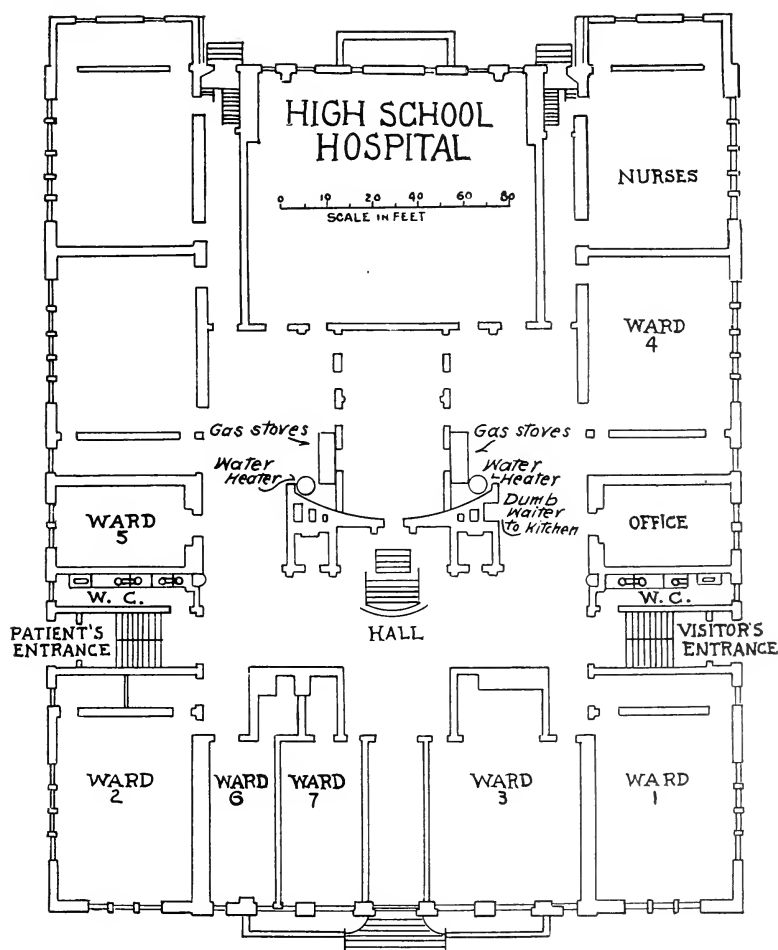 HIGH SCHOOL
HOSPITAL
0 10 20 40 60 80
SCALE IN FEET
NURSES
WARD
4
Gas stoves
Gas stoves
Water
Heater
Water
Heater
Dumb
Waiter
to Kitchen
WARD
5
OFFICE
W. C.
W. C.
PATIENT'S
ENTRANCE
HALL
VISITOR'S
ENTRANCE
WARD
2
WARD
6
WARD
7
WARD
3
WARD
1